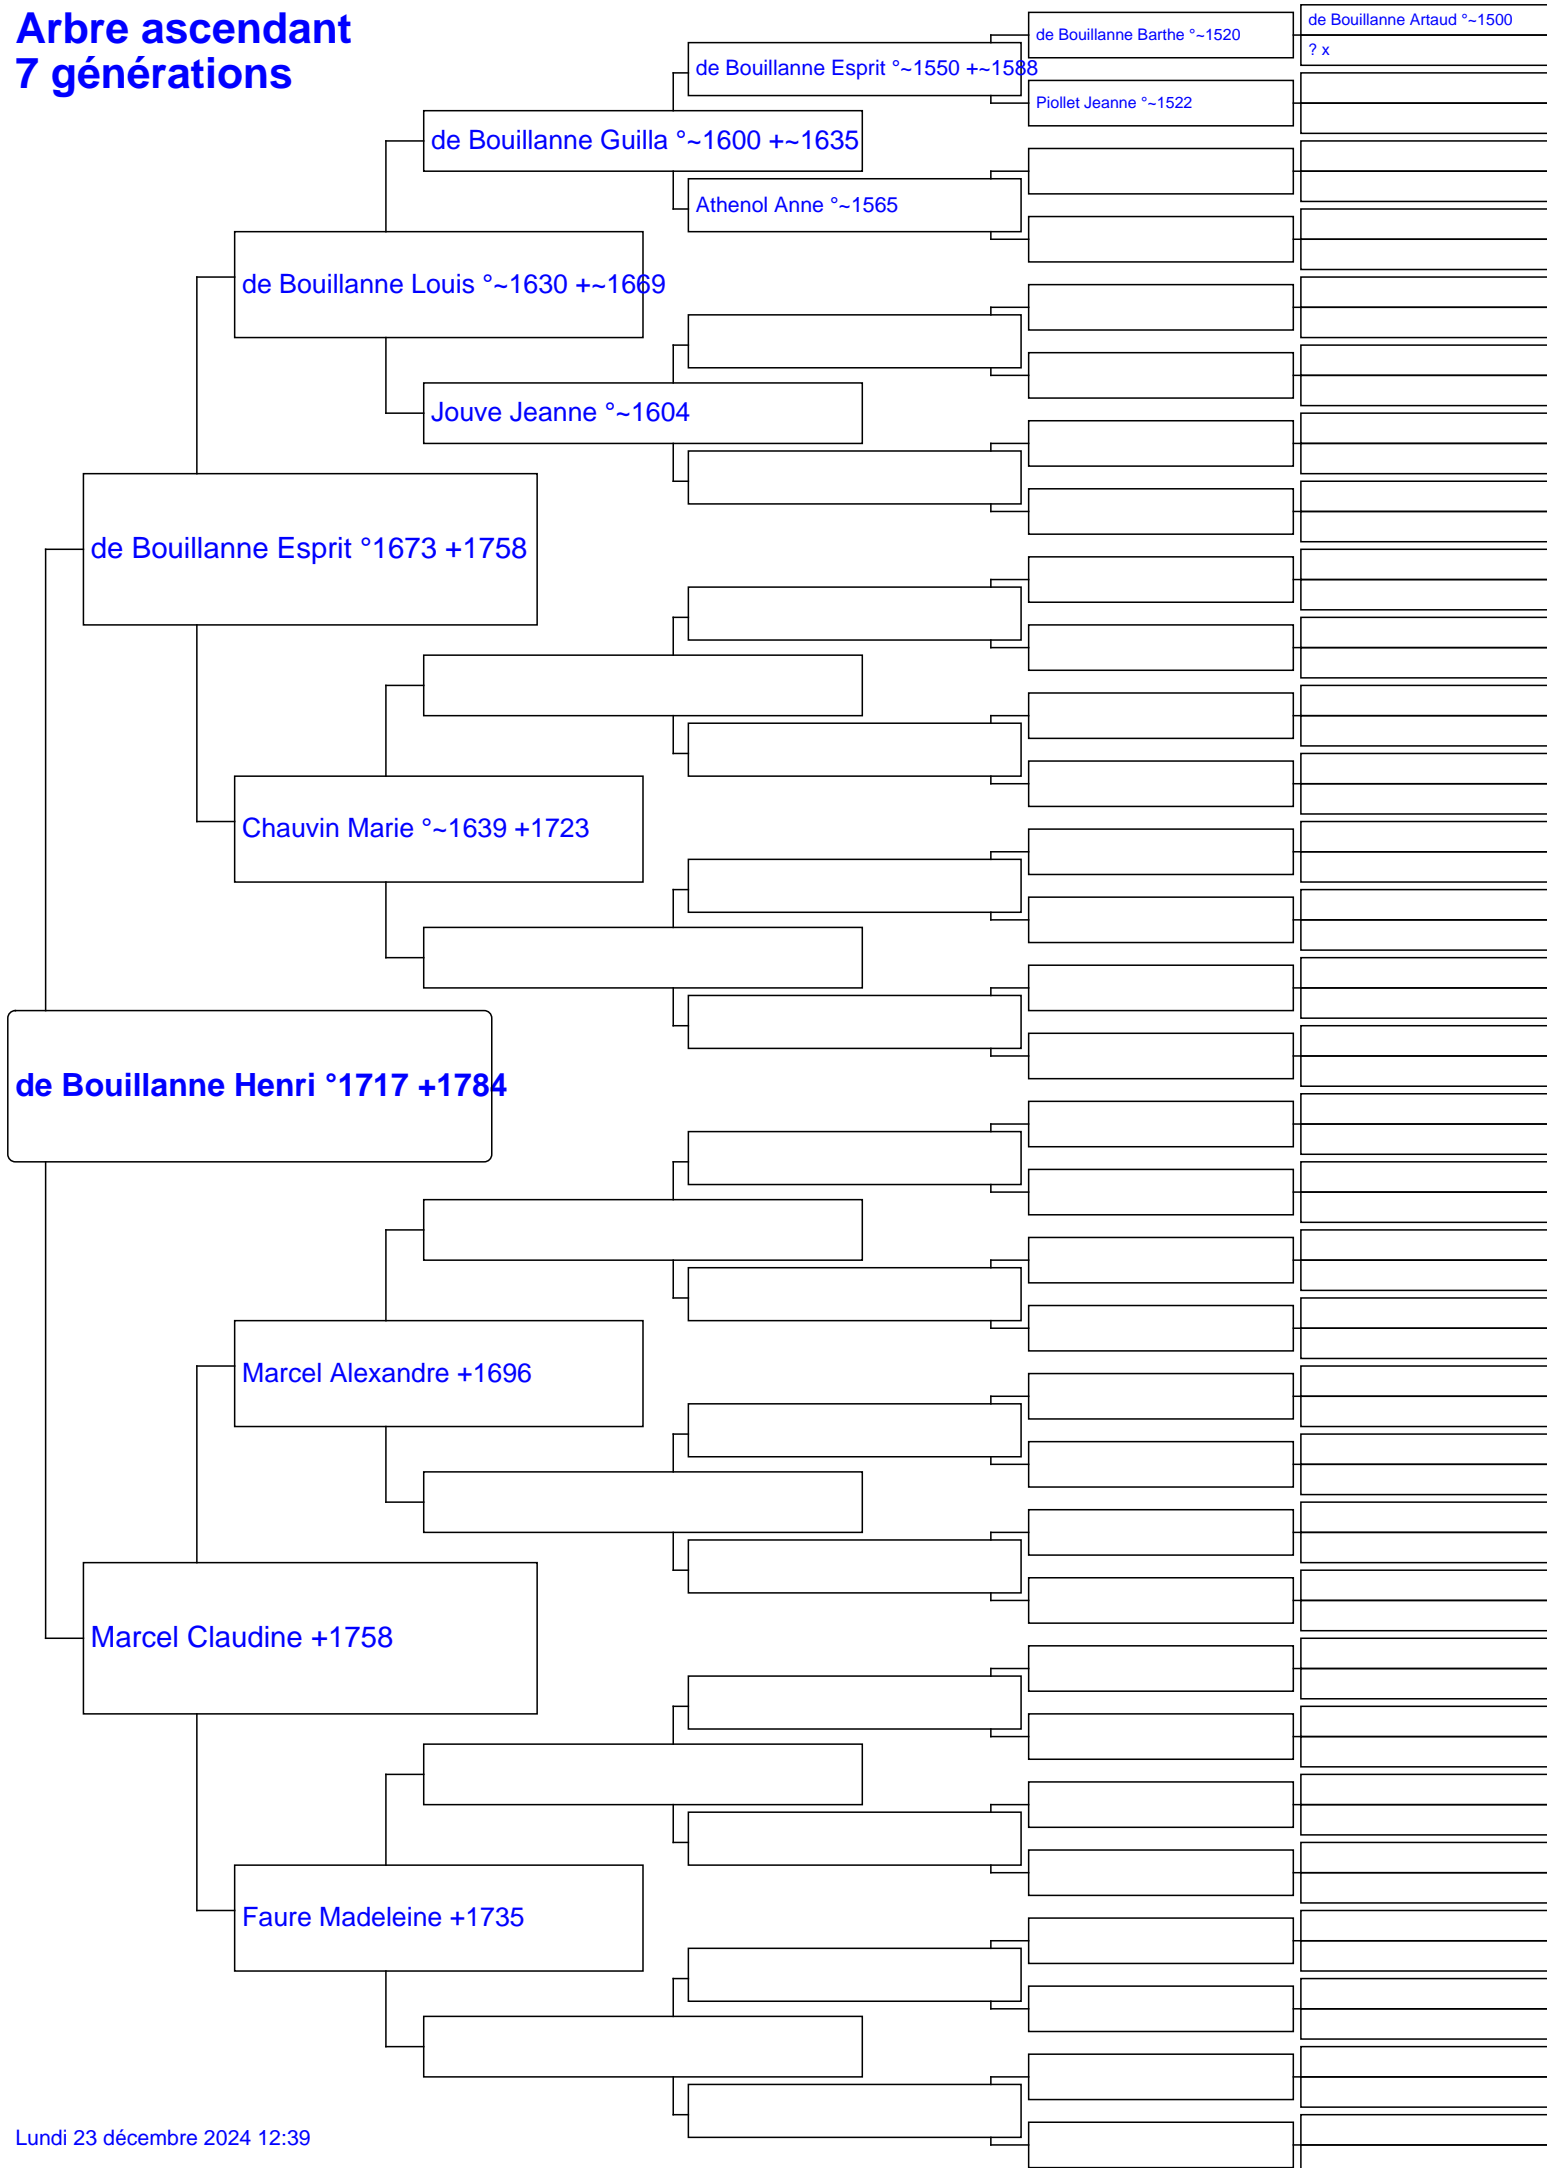 Arbre ascendant
7 générations
de Bouillanne Artaud °~1500
de Bouillanne Barthe °~1520
? x
de Bouillanne Esprit °~1550 +~1588
Piollet Jeanne °~1522
de Bouillanne Guilla °~1600 +~1635
Athenol Anne °~1565
de Bouillanne Louis °~1630 +~1669
Jouve Jeanne °~1604
de Bouillanne Esprit °1673 +1758
Chauvin Marie °~1639 +1723
de Bouillanne Henri °1717 +1784
Marcel Alexandre +1696
Marcel Claudine +1758
Faure Madeleine +1735
Lundi 23 décembre 2024 12:39